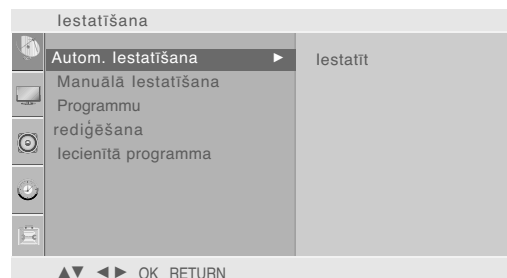 Iestatīšana
Autom. Iestatīšana ► Iestatīt
Manuālā Iestatīšana
Programmu
rediģēšana
Iecienītā programma
▲▼ ◄► OK RETURN